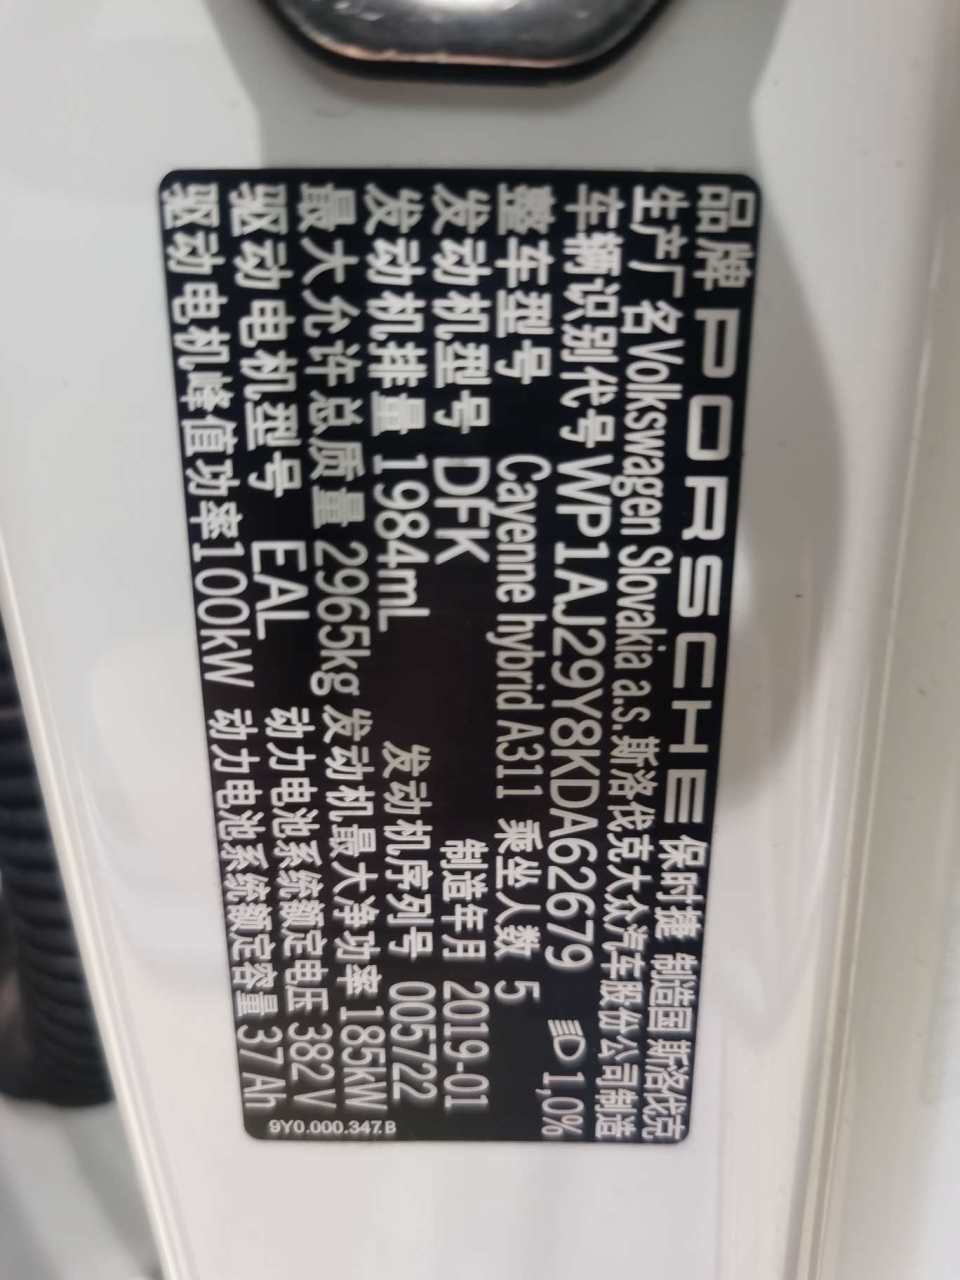 品牌 PORSCHE 保时捷 制造国 斯洛伐克
生产厂名 Volkswagen Slovakia a.s.斯洛伐克大众汽车股份公司制造
车辆识别代号 WP1AJ29Y8KDA62679 1,0%
整车型号 Cayenne hybrid A311 乘坐人数 5
发动机型号 DFK 制造年月 2019-01
发动机排量 1984mL 发动机序列号 005722
最大允许总质量 2965kg 发动机最大净功率 185kW
驱动电机型号 EAL 动力电池系统额定电压 382V
驱动电机峰值功率100kW 动力电池系统额定容量 37Ah
9Y0.000.347.B